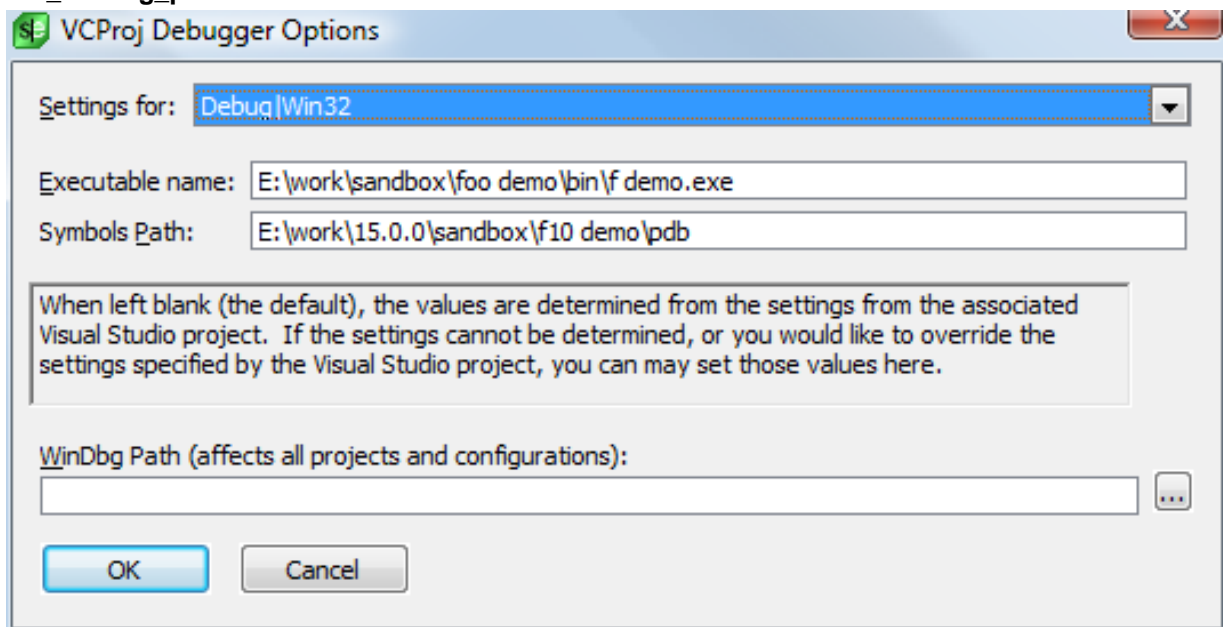 VCProj Debugger Options
Settings for: Debug|Win32
Executable name: E:\work\sandbox\foo demo\bin\f demo.exe
Symbols Path: E:\work\15.0.0\sandbox\f10 demo\pdb
When left blank (the default), the values are determined from the settings from the associated
Visual Studio project. If the settings cannot be determined, or you would like to override the
settings specified by the Visual Studio project, you can may set those values here.
WinDbg Path (affects all projects and configurations):
...
OK Cancel